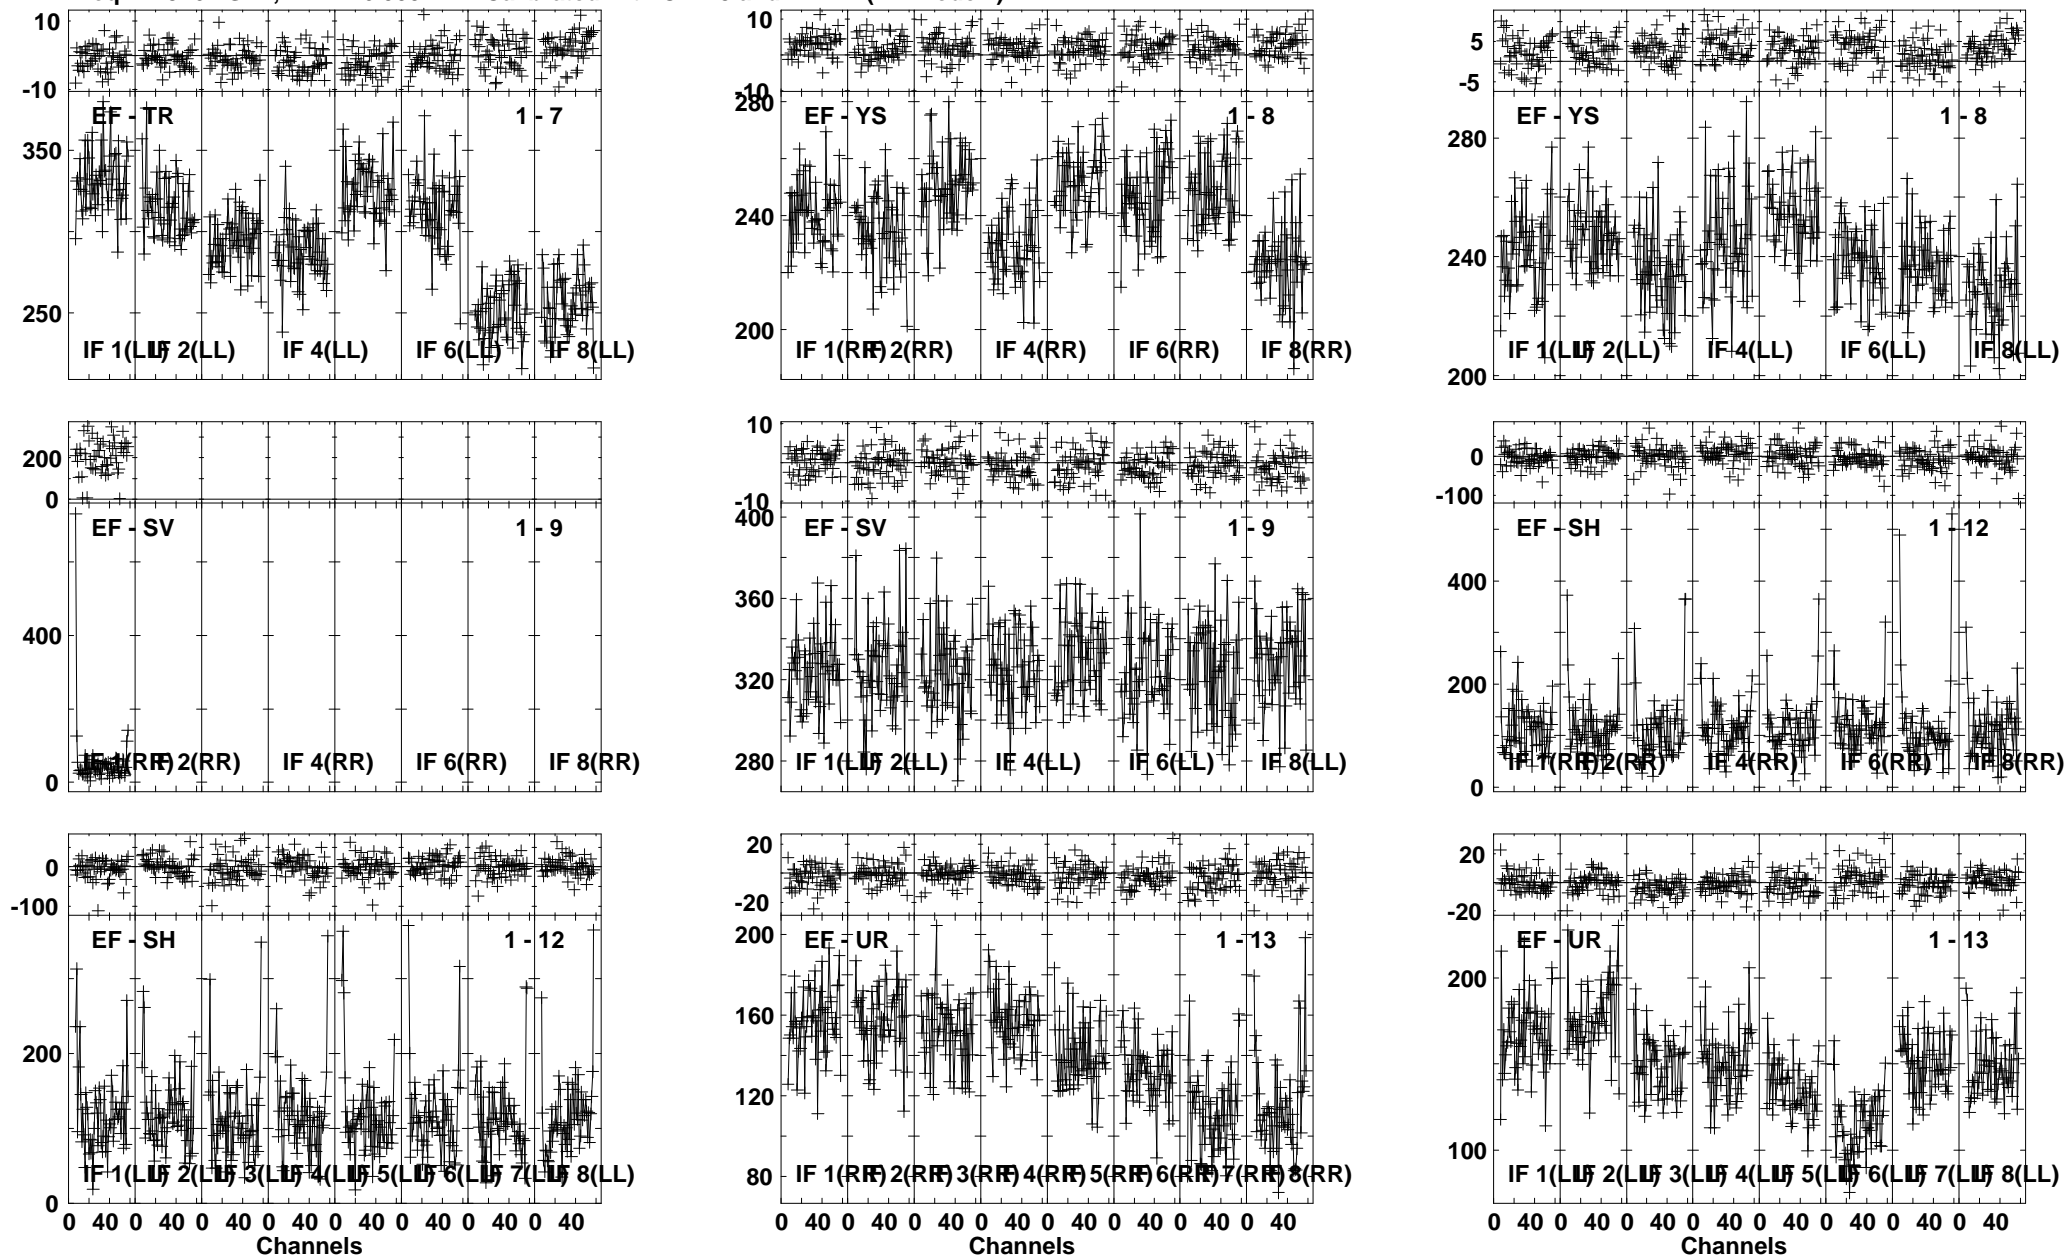 10
-10
EF - TR 1 - 7
350
250
IF 1(LL) IF 2(LL) IF 4(LL) IF 6(LL) IF 8(LL)
10
-10
280
EF - YS 1 - 8
240
200
IF 1(RR) IF 2(RR) IF 4(RR) IF 6(RR) IF 8(RR)
5
-5
EF - YS 1 - 8
280
240
200
IF 1(LL) IF 2(LL) IF 4(LL) IF 6(LL) IF 8(LL)
200
0
EF - SV 1 - 9
400
0
IF 1(RR) IF 2(RR) IF 4(RR) IF 6(RR) IF 8(RR)
10
-10
400
EF - SV 1 - 9
360
320
280
IF 1(LL) IF 2(LL) IF 4(LL) IF 6(LL) IF 8(LL)
0
-100
EF - SH 1 - 12
400
200
0
IF 1(RR) IF 2(RR) IF 4(RR) IF 6(RR) IF 8(RR)
0
-100
EF - SH 1 - 12
200
0
IF 1(LL) IF 2(LL) IF 3(LL) IF 4(LL) IF 5(LL) IF 6(LL) IF 7(LL) IF 8(LL)
0 40 0 40 0 40 0 40 0 40 0 40 0 40 0 40
Channels
20
-20
200
EF - UR 1 - 13
160
120
80
IF 1(RR) IF 2(RR) IF 3(RR) IF 4(RR) IF 5(RR) IF 6(RR) IF 7(RR) IF 8(RR)
0 40 0 40 0 40 0 40 0 40 0 40 0 40 0 40
Channels
20
-20
EF - UR 1 - 13
200
100
IF 1(LL) IF 2(LL) IF 3(LL) IF 4(LL) IF 5(LL) IF 6(LL) IF 7(LL) IF 8(LL)
0 40 0 40 0 40 0 40 0 40 0 40 0 40 0 40
Channels